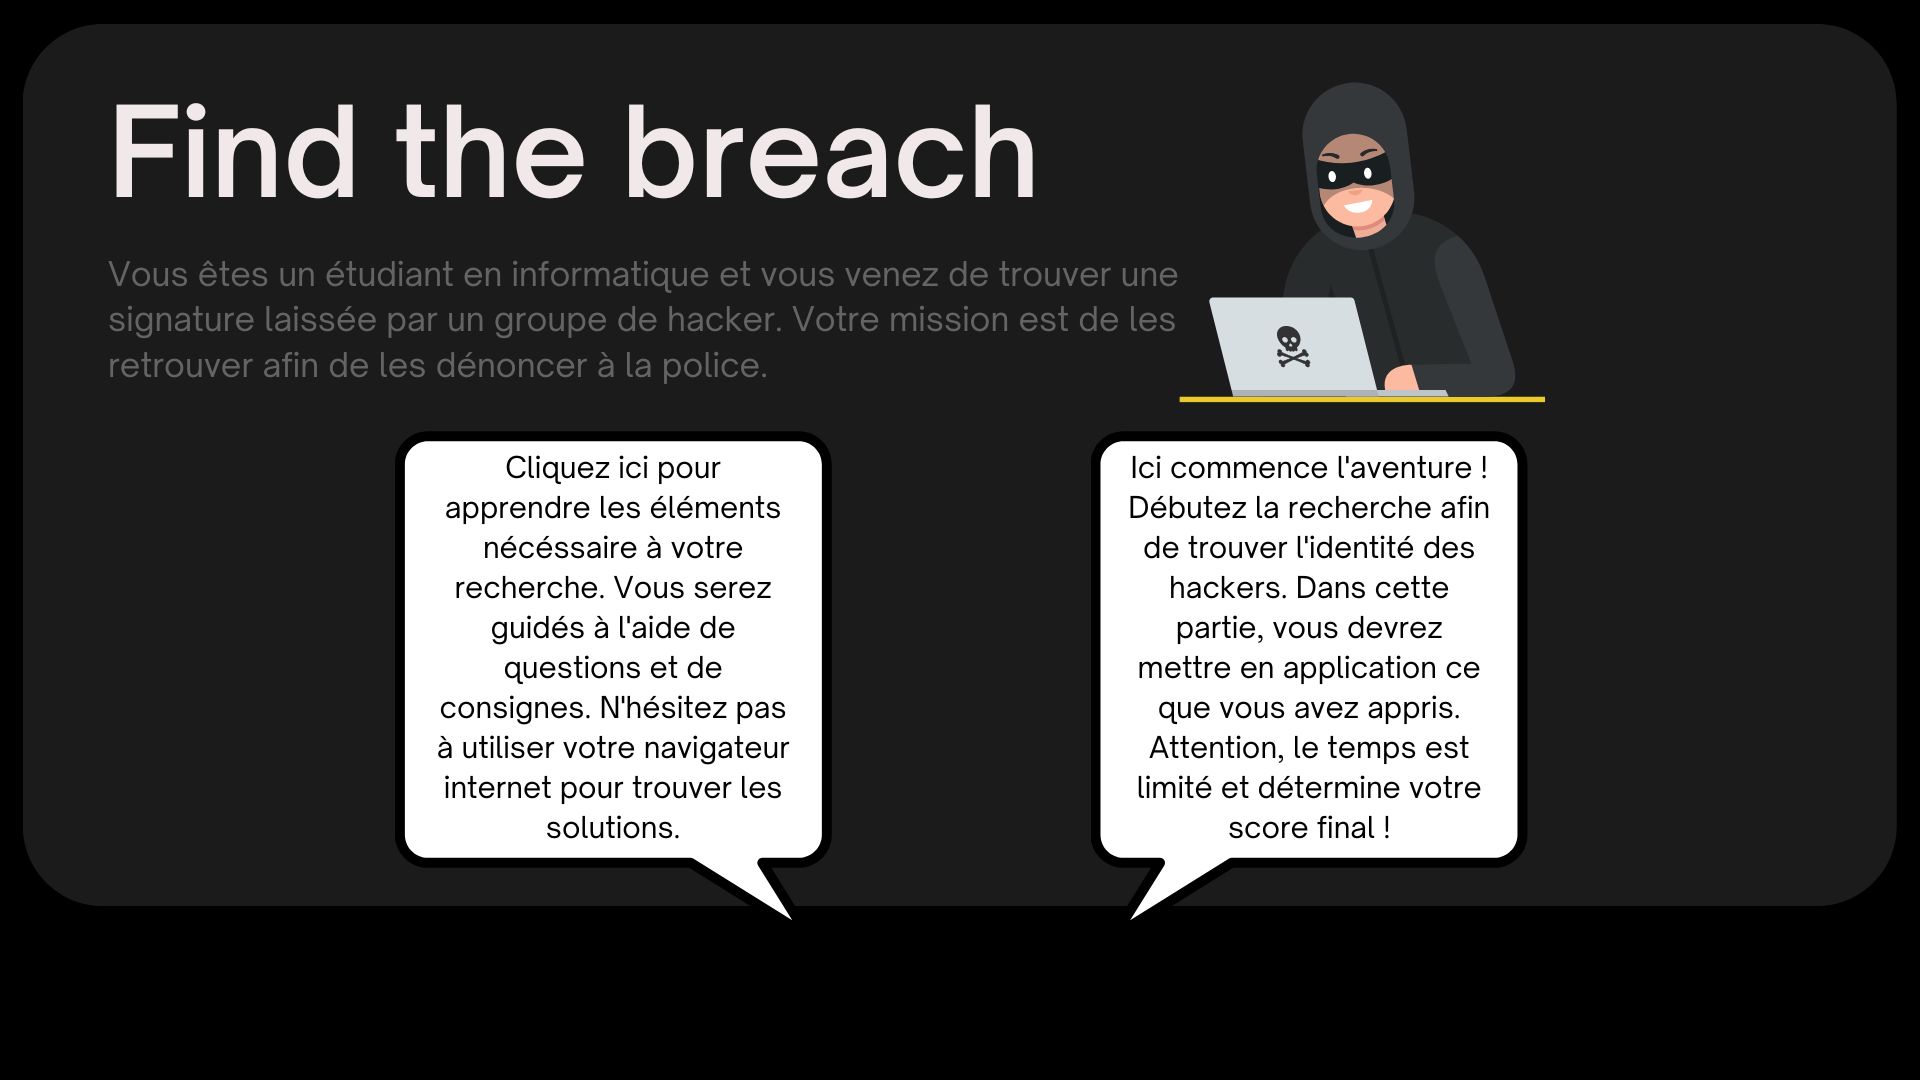 Find the breach
Vous êtes un étudiant en informatique et vous venez de trouver une
signature laissée par un groupe de hacker. Votre mission est de les
retrouver afin de les dénoncer à la police.
Cliquez ici pour
apprendre les éléments
nécéssaire à votre
recherche. Vous serez
guidés à l'aide de
questions et de
consignes. N'hésitez pas
à utiliser votre navigateur
internet pour trouver les
solutions.
Ici commence l'aventure !
Débutez la recherche afin
de trouver l'identité des
hackers. Dans cette
partie, vous devrez
mettre en application ce
que vous avez appris.
Attention, le temps est
limité et détermine votre
score final !